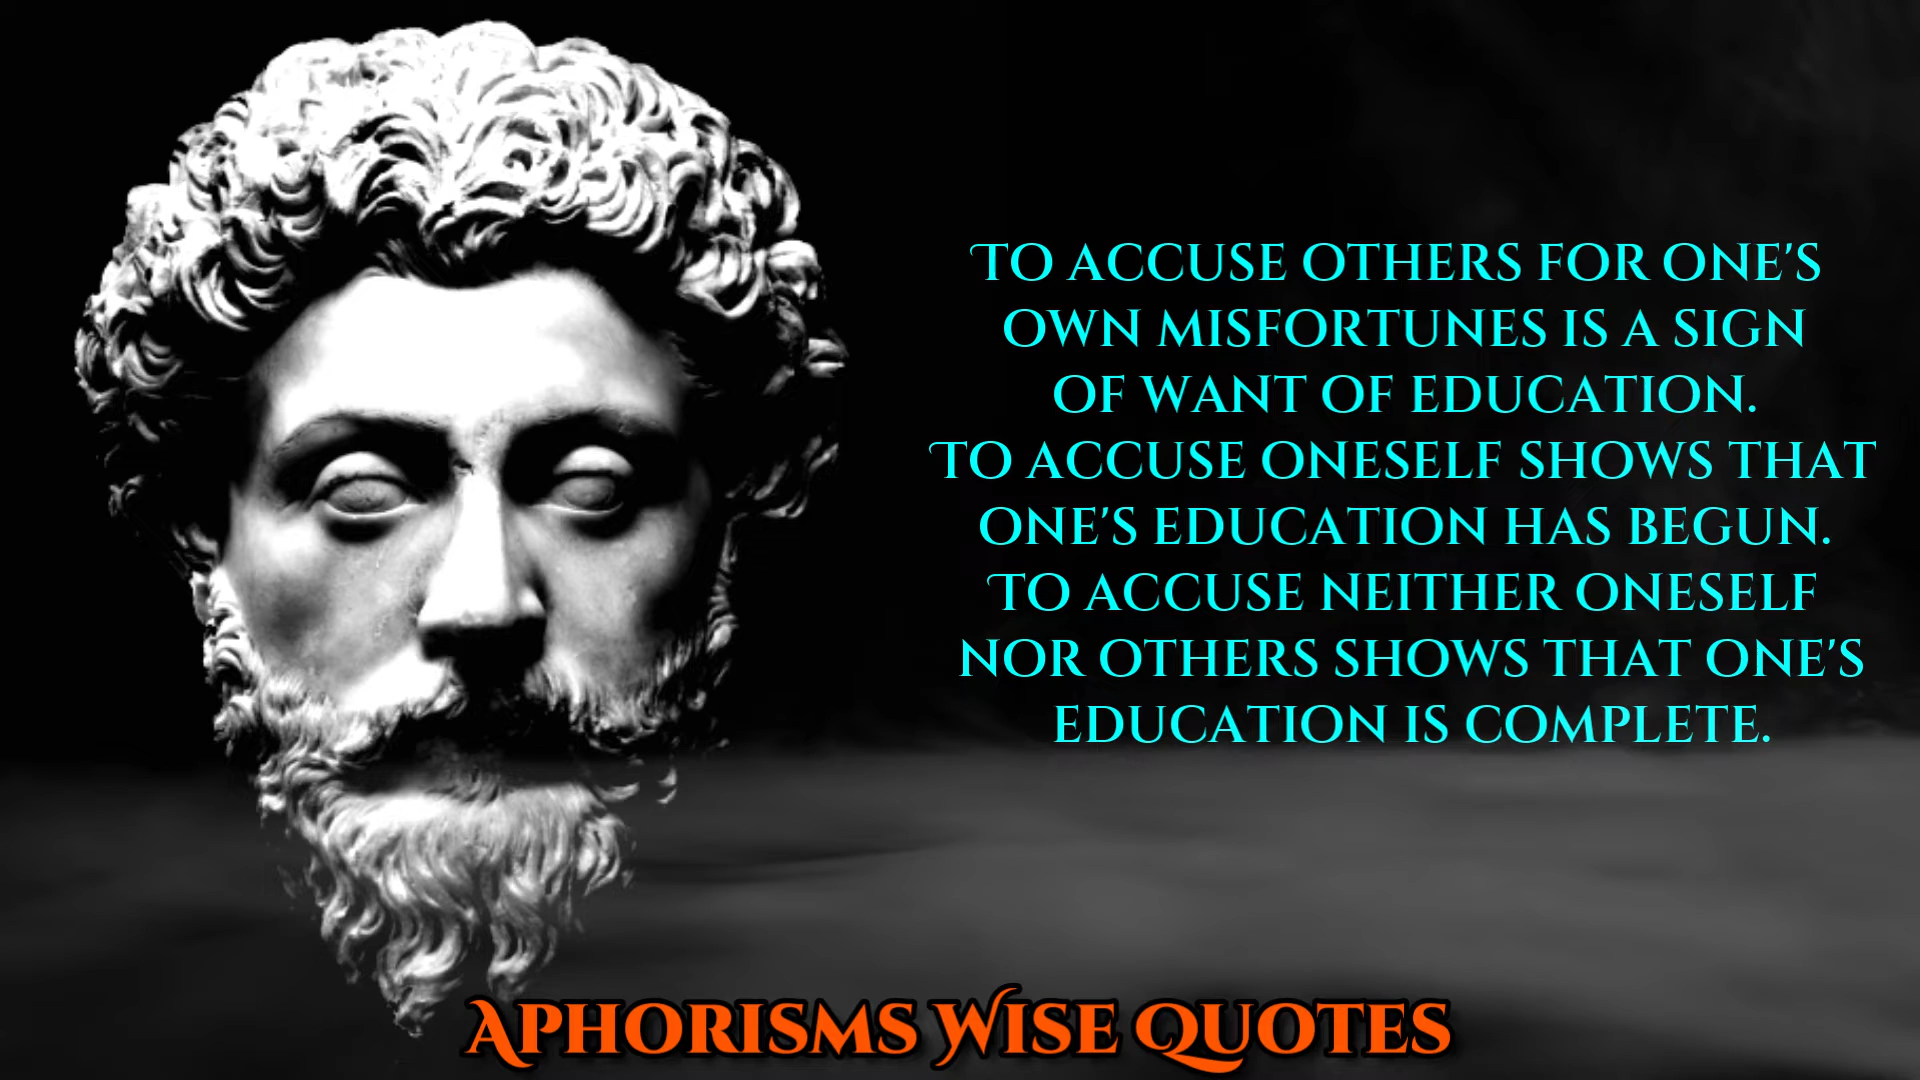 To accuse others for one's
own misfortunes is a sign
of want of education.
To accuse oneself shows that
one's education has begun.
To accuse neither oneself
nor others shows that one's
education is complete.
Aphorisms Wise Quotes